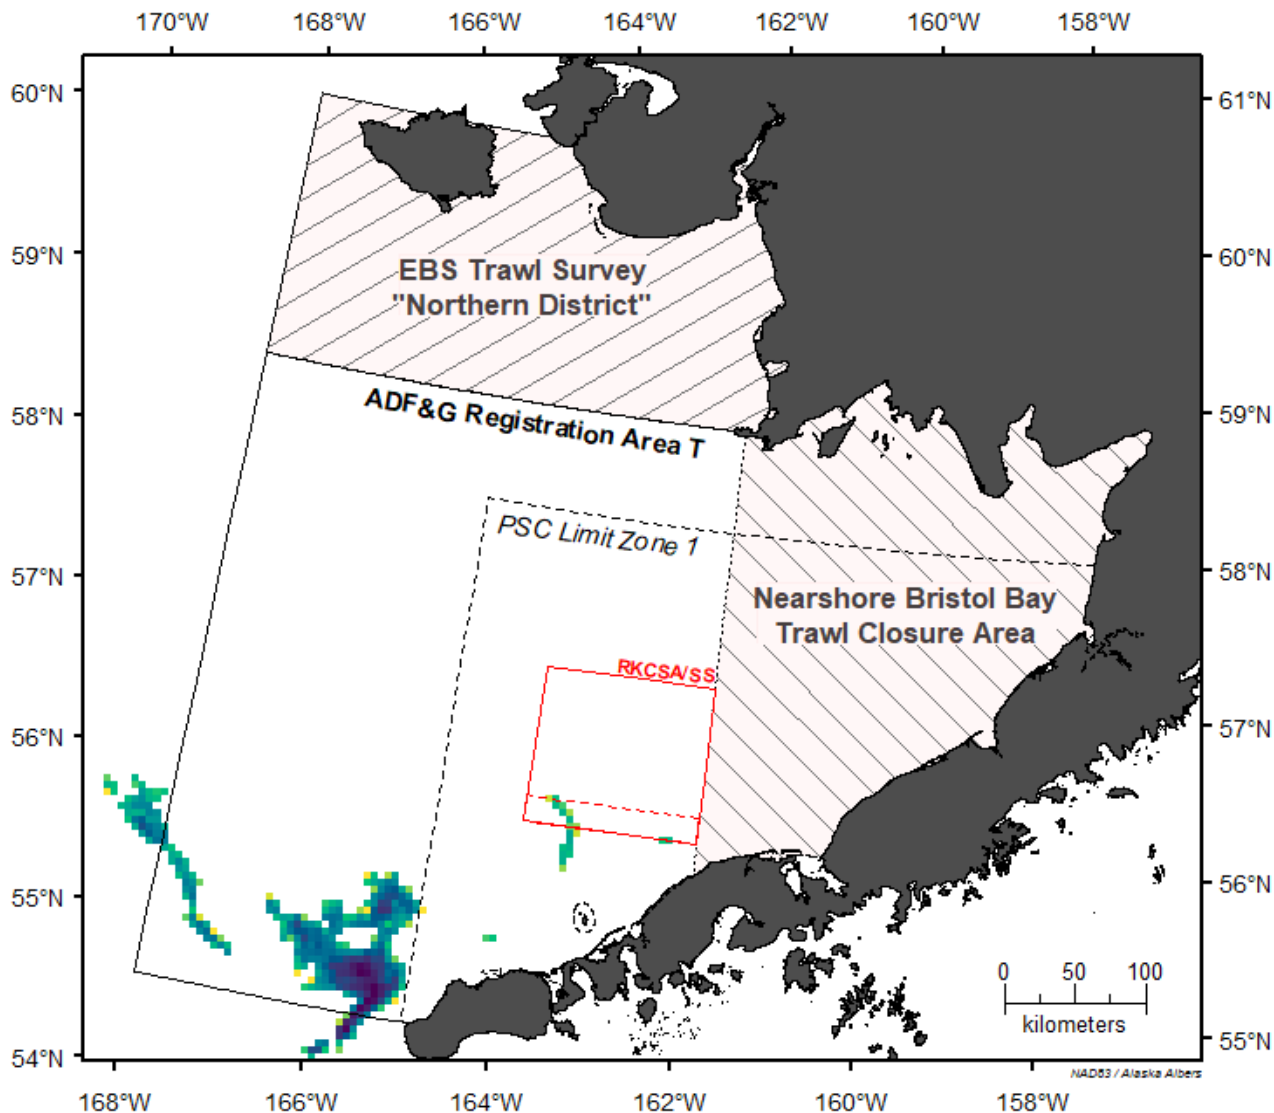 170°W 168°W 166°W 164°W 162°W 160°W 158°W
60°N
61°N
59°N
60°N
EBS Trawl Survey
"Northern District"
58°N
59°N
ADF&G Registration Area T
PSC Limit Zone 1
57°N
58°N
Nearshore Bristol Bay
Trawl Closure Area
RKCSA/SS
56°N
57°N
55°N
56°N
0 50 100
kilometers
54°N
55°N
NAD83 / Alaska Albers
168°W 166°W 164°W 162°W 160°W 158°W